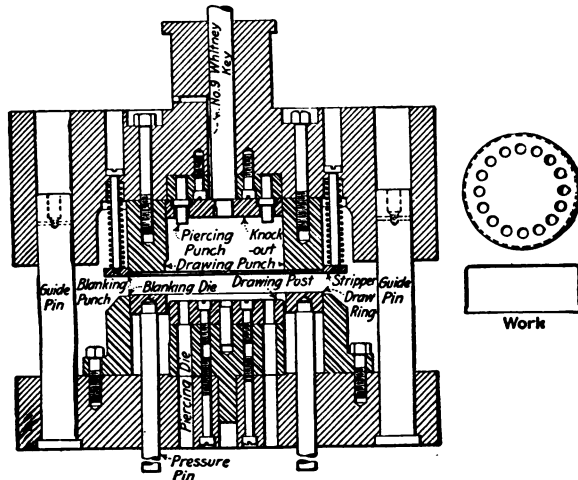 No.9 Whitney
Key
Piercing
Punch
Knock-
out
Drawing Punch
Guide
Pin
Blanking
Punch
Blanking Die
Drawing Post
Stripper
Draw
Ring
Guide
Pin
Piercing Die
Pressure
Pin
Work